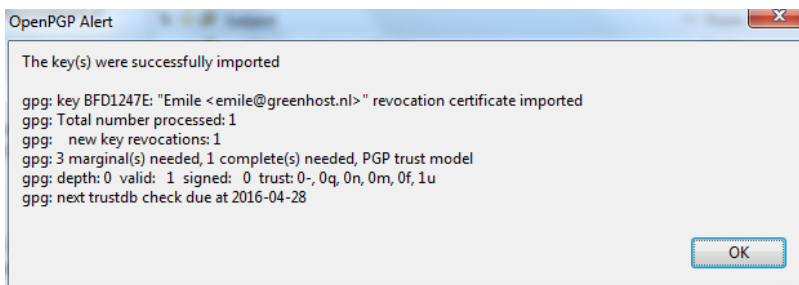 OpenPGP Alert
Subject
The key(s) were successfully imported
gpg: key BFD1247E: "Emile <emile@greenhost.nl>" revocation certificate imported
gpg: Total number processed: 1
gpg:    new key revocations: 1
gpg: 3 marginal(s) needed, 1 complete(s) needed, PGP trust model
gpg: depth: 0  valid:   1  signed:   0  trust: 0-, 0q, 0n, 0m, 0f, 1u
gpg: next trustdb check due at 2016-04-28
OK